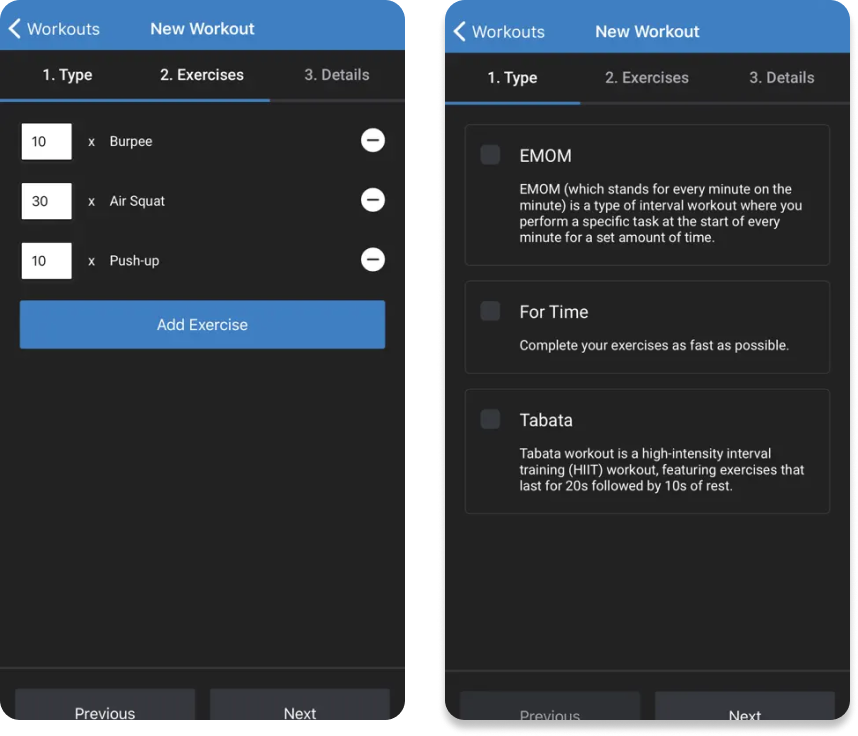 Workouts New Workout
1. Type 2. Exercises 3. Details
10 x Burpee
30 x Air Squat
10 x Push-up
Add Exercise
Previous Next
Workouts New Workout
1. Type 2. Exercises 3. Details
EMOM
EMOM (which stands for every minute on the
minute) is a type of interval workout where you
perform a specific task at the start of every
minute for a set amount of time.
For Time
Complete your exercises as fast as possible.
Tabata
Tabata workout is a high-intensity interval
training (HIIT) workout, featuring exercises that
last for 20s followed by 10s of rest.
Previous Next